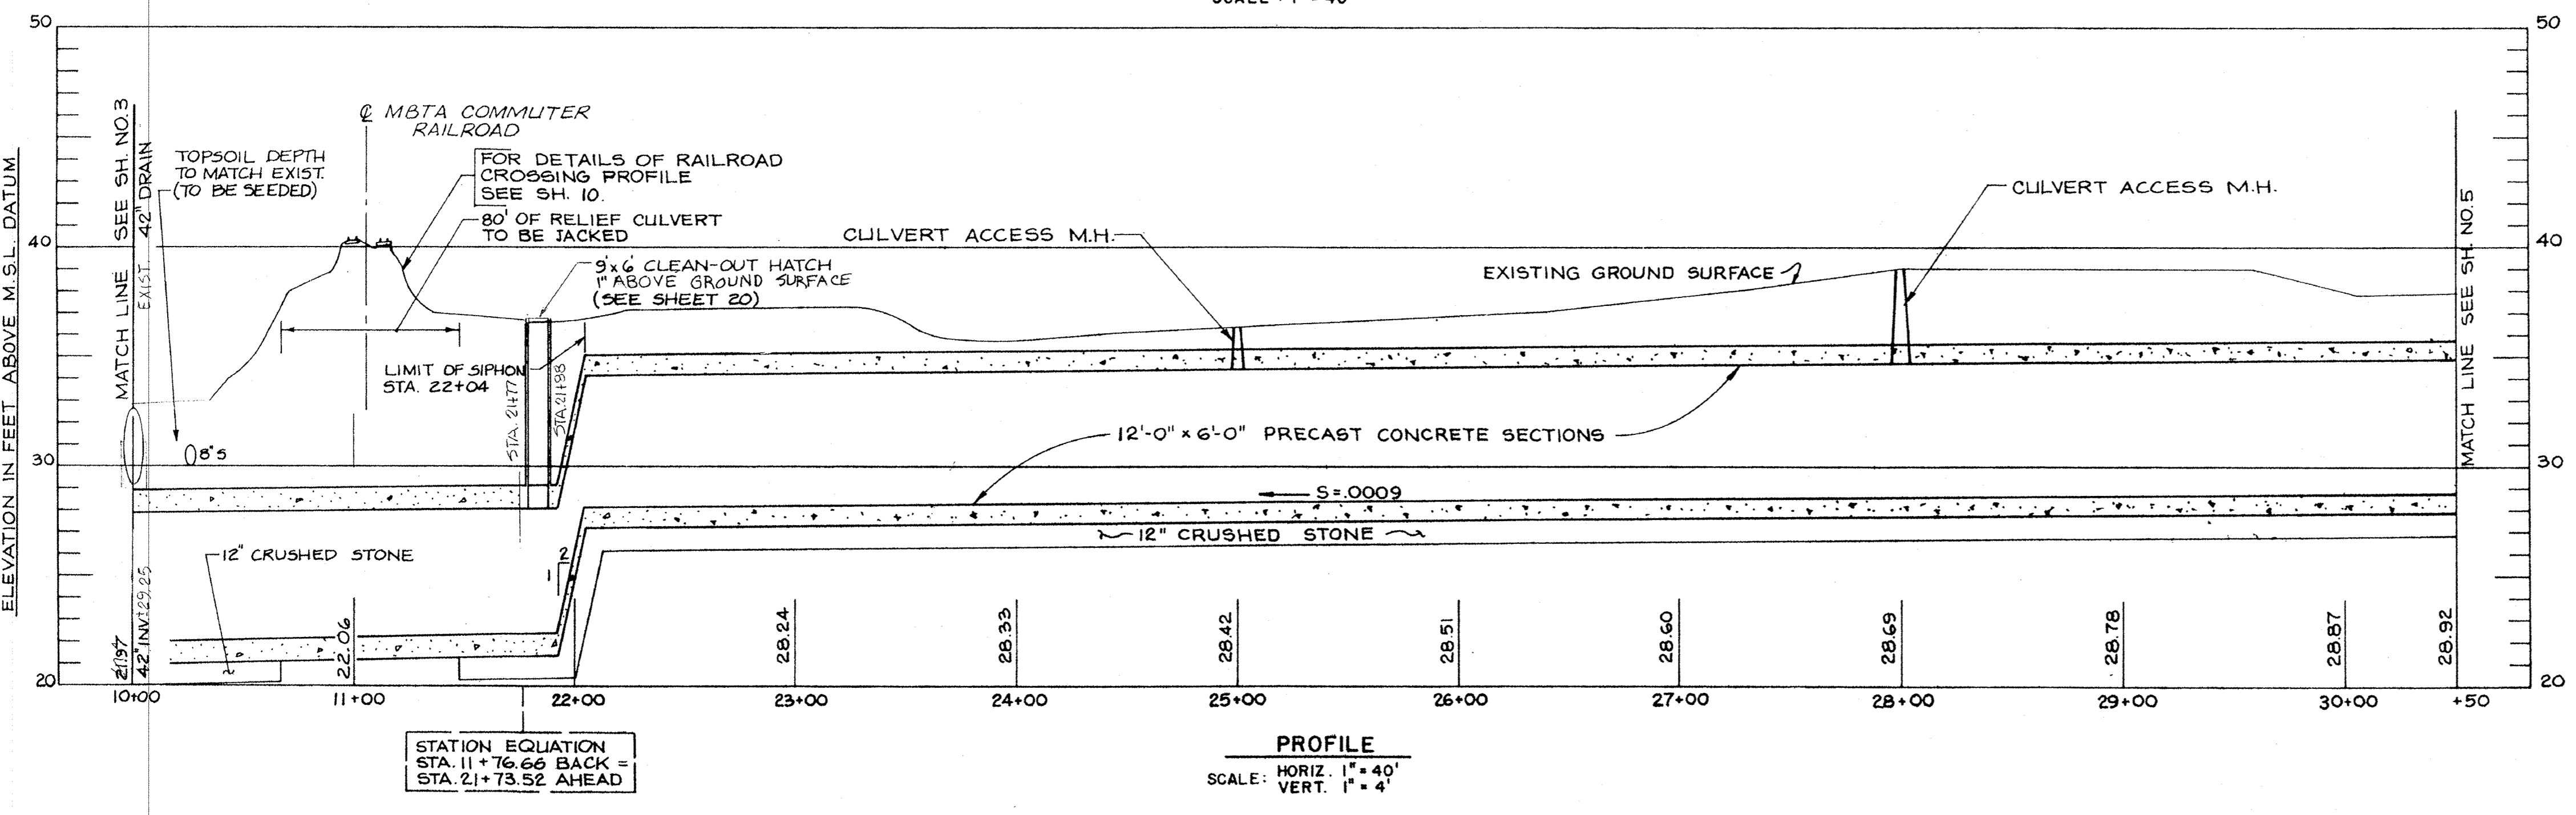 50
50
ELEVATION IN FEET ABOVE M.S.L. DATUM
MATCH LINE SEE SH. NO. 3
EXIST. 42" DRAIN
TOPSOIL DEPTH
TO MATCH EXIST.
(TO BE SEEDED)
℄ MBTA COMMUTER
RAILROAD
FOR DETAILS OF RAILROAD
CROSSING PROFILE
SEE SH. 10.
80' OF RELIEF CULVERT
TO BE JACKED
9'x6' CLEAN-OUT HATCH
1" ABOVE GROUND SURFACE
(SEE SHEET 20)
CULVERT ACCESS M.H.
EXISTING GROUND SURFACE
CULVERT ACCESS M.H.
MATCH LINE SEE SH. NO. 5
40
40
LIMIT OF SIPHON
STA. 22+04
STA. 21+77
STA. 21+98
8" S
12'-0" x 6'-0" PRECAST CONCRETE SECTIONS
30
30
S=.0009
12" CRUSHED STONE
12" CRUSHED STONE
1
2
42" INV.±29.25
22.06
28.24
28.33
28.42
28.51
28.60
28.69
28.78
28.87
28.92
20
20
10+00
11+00
22+00
23+00
24+00
25+00
26+00
27+00
28+00
29+00
30+00
+50
STATION EQUATION
STA. 11+76.66 BACK =
STA. 21+73.52 AHEAD
PROFILE
SCALE: HORIZ. 1" = 40'
VERT. 1" = 4'